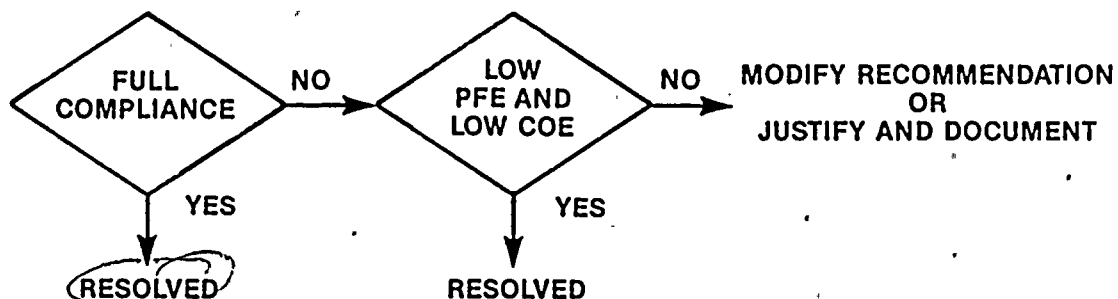 FULL
COMPLIANCE
NO
LOW
PFE AND
LOW COE
NO
MODIFY RECOMMENDATION
OR
JUSTIFY AND DOCUMENT
YES
YES
RESOLVED
RESOLVED